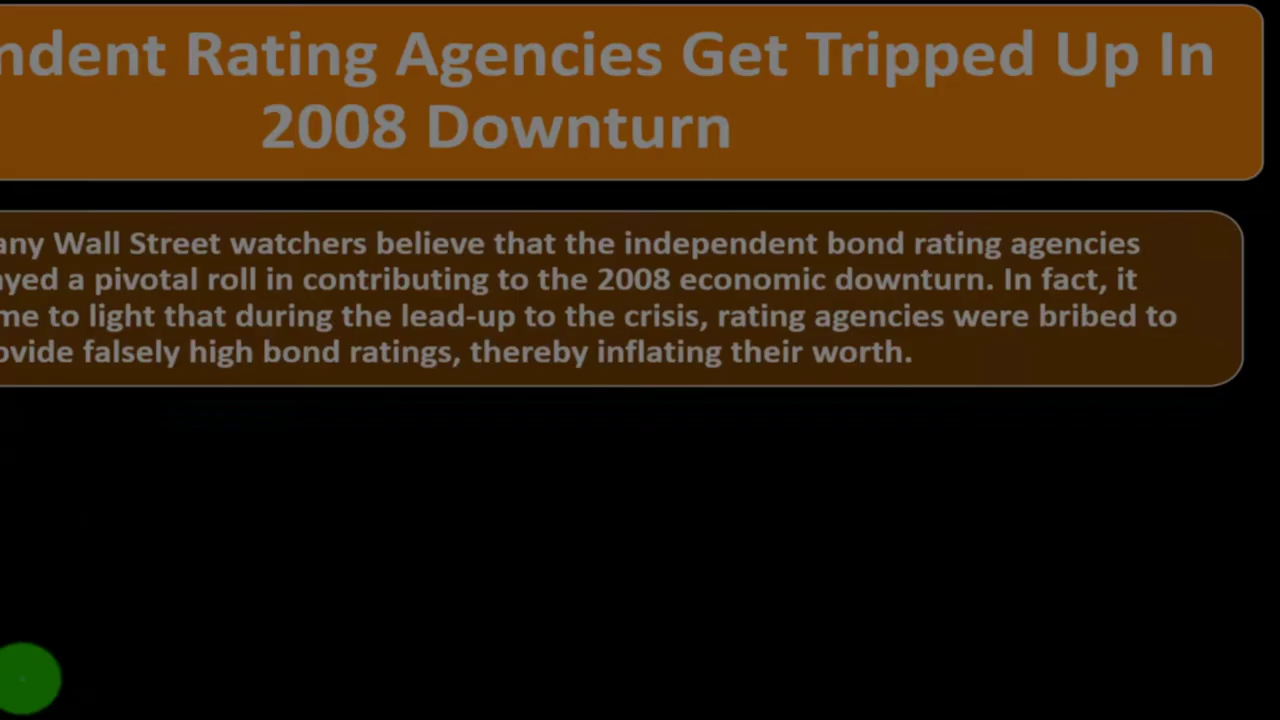 ndent Rating Agencies Get Tripped Up In
2008 Downturn
any Wall Street watchers believe that the independent bond rating agencies
ayed a pivotal roll in contributing to the 2008 economic downturn. In fact, it
me to light that during the lead-up to the crisis, rating agencies were bribed to
ovide falsely high bond ratings, thereby inflating their worth.